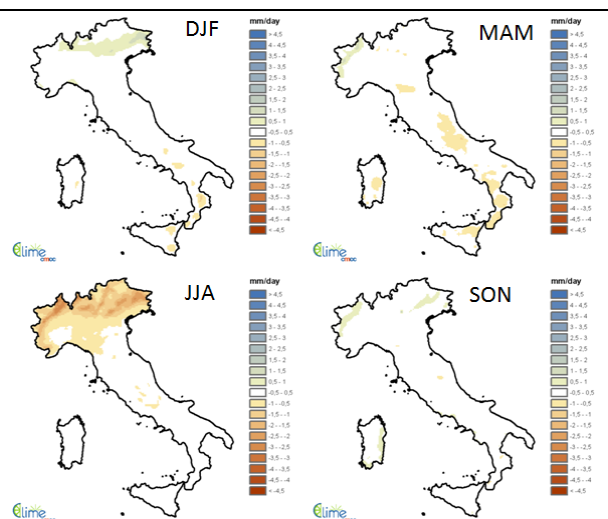 DJF
mm/day
> 4,5
4 - 4,5
3,5 - 4
3 - 3,5
2,5 - 3
2 - 2,5
1,5 - 2
1 - 1,5
0,5 - 1
-0,5 - 0,5
-1 - -0,5
-1,5 - -1
-2 - -1,5
-2,5 - -2
-3 - -2,5
-3,5 - -3
-4 - -3,5
-4,5 - -4
< -4,5
Clime
cmcc
MAM
mm/day
> 4,5
4 - 4,5
3,5 - 4
3 - 3,5
2,5 - 3
2 - 2,5
1,5 - 2
1 - 1,5
0,5 - 1
-0,5 - 0,5
-1 - -0,5
-1,5 - -1
-2 - -1,5
-2,5 - -2
-3 - -2,5
-3,5 - -3
-4 - -3,5
-4,5 - -4
< -4,5
Clime
cmcc
JJA
mm/day
> 4,5
4 - 4,5
3,5 - 4
3 - 3,5
2,5 - 3
2 - 2,5
1,5 - 2
1 - 1,5
0,5 - 1
-0,5 - 0,5
-1 - -0,5
-1,5 - -1
-2 - -1,5
-2,5 - -2
-3 - -2,5
-3,5 - -3
-4 - -3,5
-4,5 - -4
< -4,5
Clime
SON
mm/day
> 4,5
4 - 4,5
3,5 - 4
3 - 3,5
2,5 - 3
2 - 2,5
1,5 - 2
1 - 1,5
0,5 - 1
-0,5 - 0,5
-1 - -0,5
-1,5 - -1
-2 - -1,5
-2,5 - -2
-3 - -2,5
-3,5 - -3
-4 - -3,5
-4,5 - -4
< -4,5
Clime